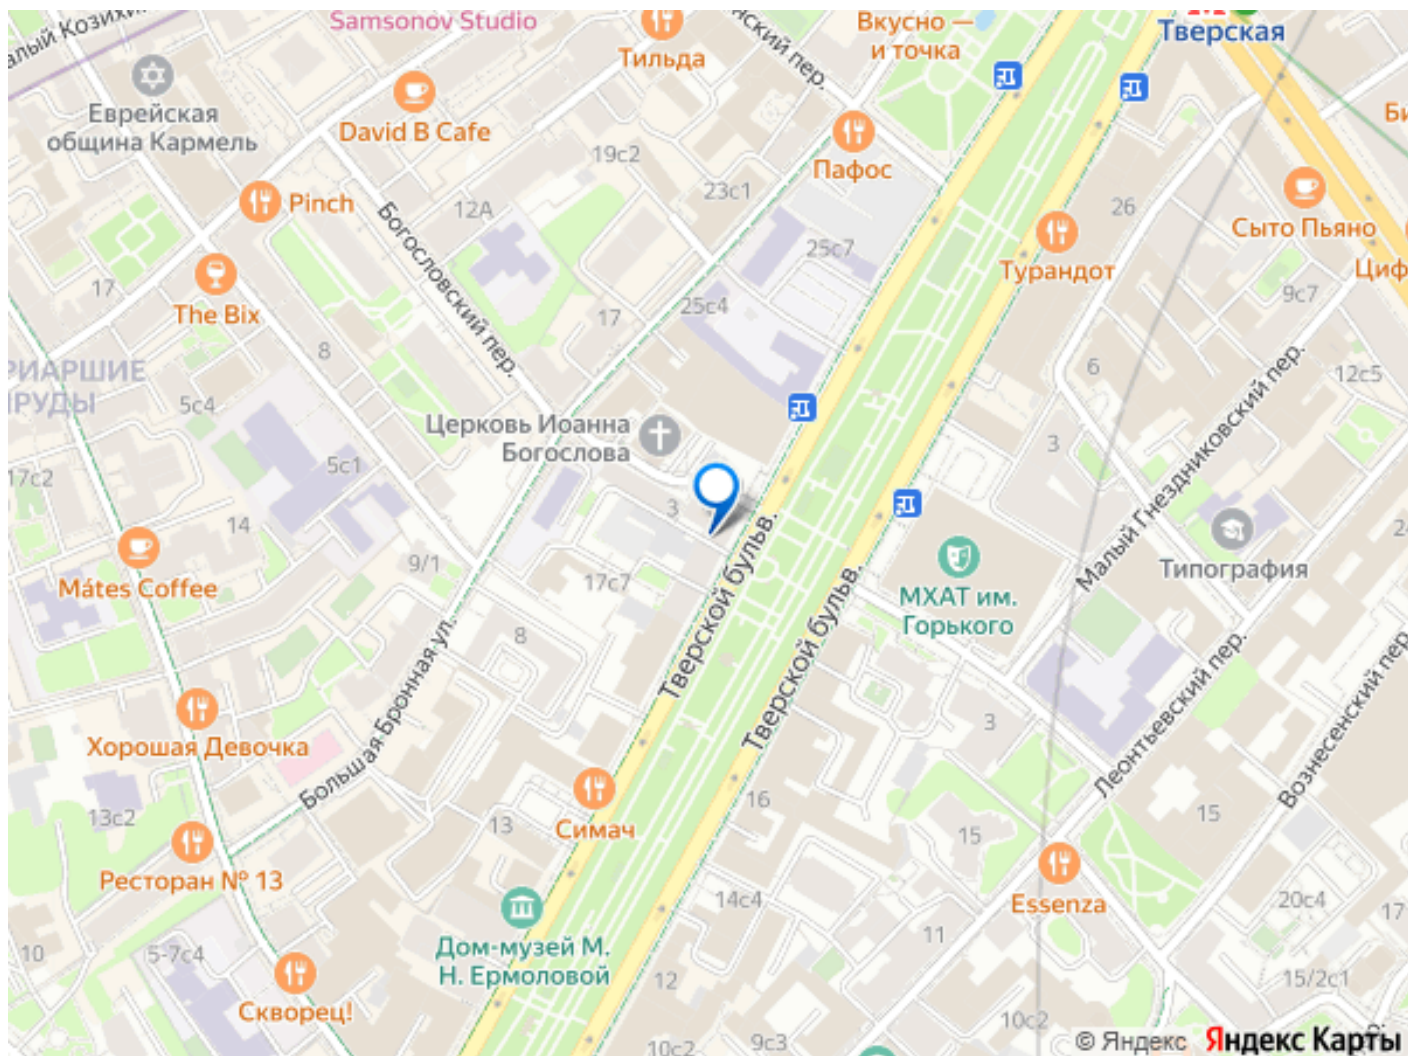 Samsonov Studio
Тильда
Вкусно —
и точка
Тверская
Еврейская
община Кармель
David B Cafe
19с2
Пафос
Pinch
12А
23с1
26
Сыто Пьяно
Богословский пер.
25с7
Турандот
17
The Bix
25с4
17
9с7
8
6
12с5
5с4
Церковь Иоанна
Богослова
3
Малый Гнездниковский пер.
17с2
5с1
14
3
Mátes Coffee
9/1
17с7
Тверской бульв.
Тверской бульв.
МХАТ им.
Горького
Типография
8
Большая Бронная ул.
Хорошая Девочка
3
Леонтьевский пер.
Вознесенский пер.
13с2
13
Симач
16
15
15
Ресторан № 13
14с4
Essenza
20с4
17
10
5-7с4
Дом-музей М.
Н. Ермоловой
11
12
15/2с1
Скворец!
10с2
9с3
10с2
© Яндекс Яндекс Карты